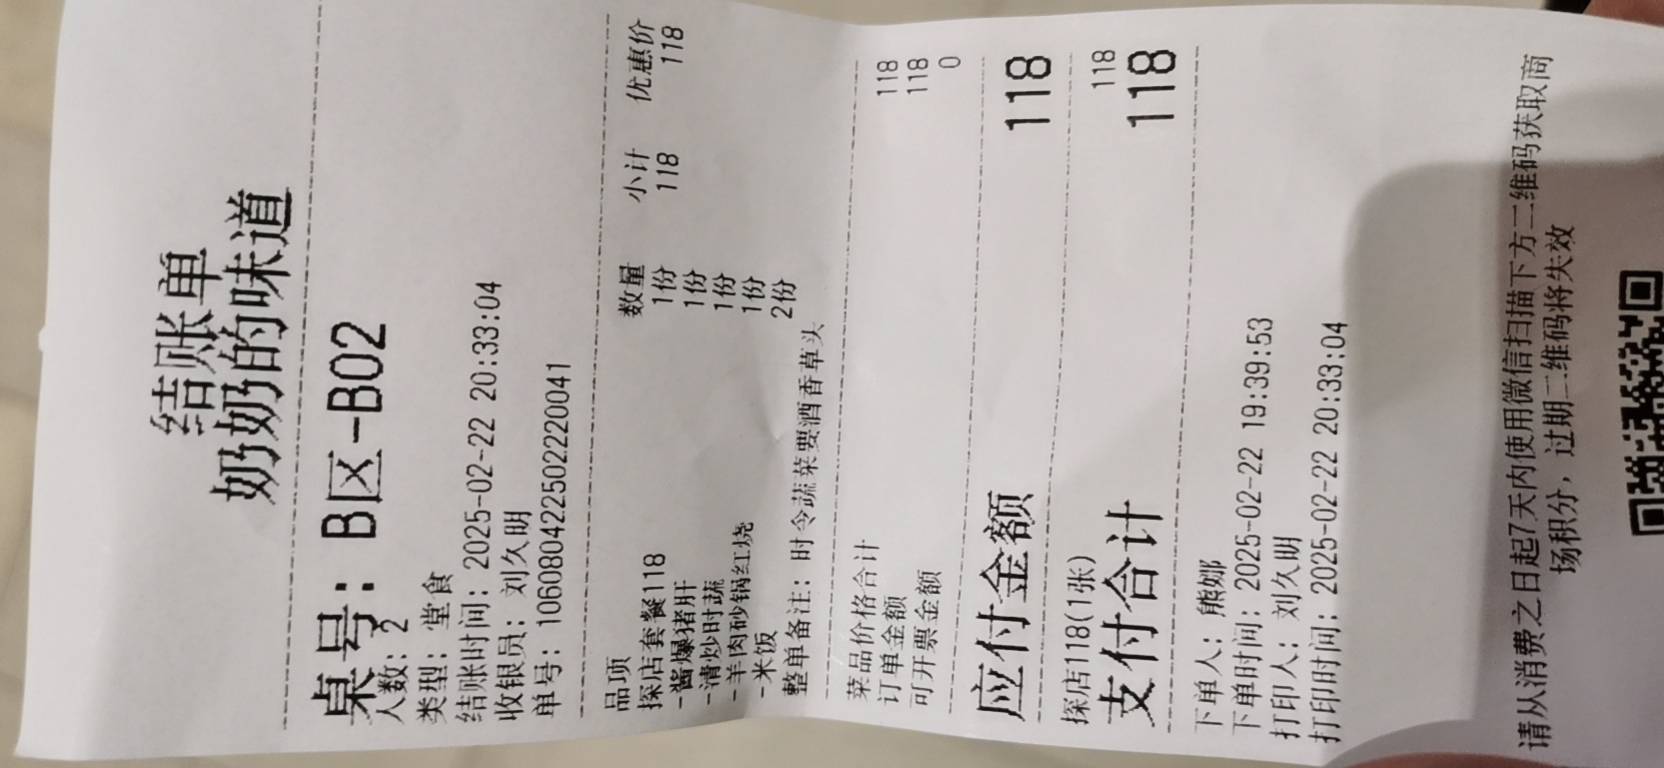 结账单
奶奶的味道
桌号：B区-B02
人数：2
类型：堂食
结账时间：2025-02-22 20:33:04
收银员：刘久明
单号：106080422502220041
品项 数量 小计 优惠价
探店套餐118 1份 118 118
-酱爆猪肝 1份
-清炒时蔬 1份
-羊肉砂锅红烧 1份
-米饭 2份
整单备注：时令蔬菜要酒香草头
菜品价格合计 118
订单金额 118
可开票金额 0
应付金额 118
探店118(1张) 118
支付合计 118
下单人：熊娜
下单时间：2025-02-22 19:39:53
打印人：刘久明
打印时间：2025-02-22 20:33:04
请从消费之日起7天内使用微信扫描下方二维码获取商
场积分，过期二维码将失效